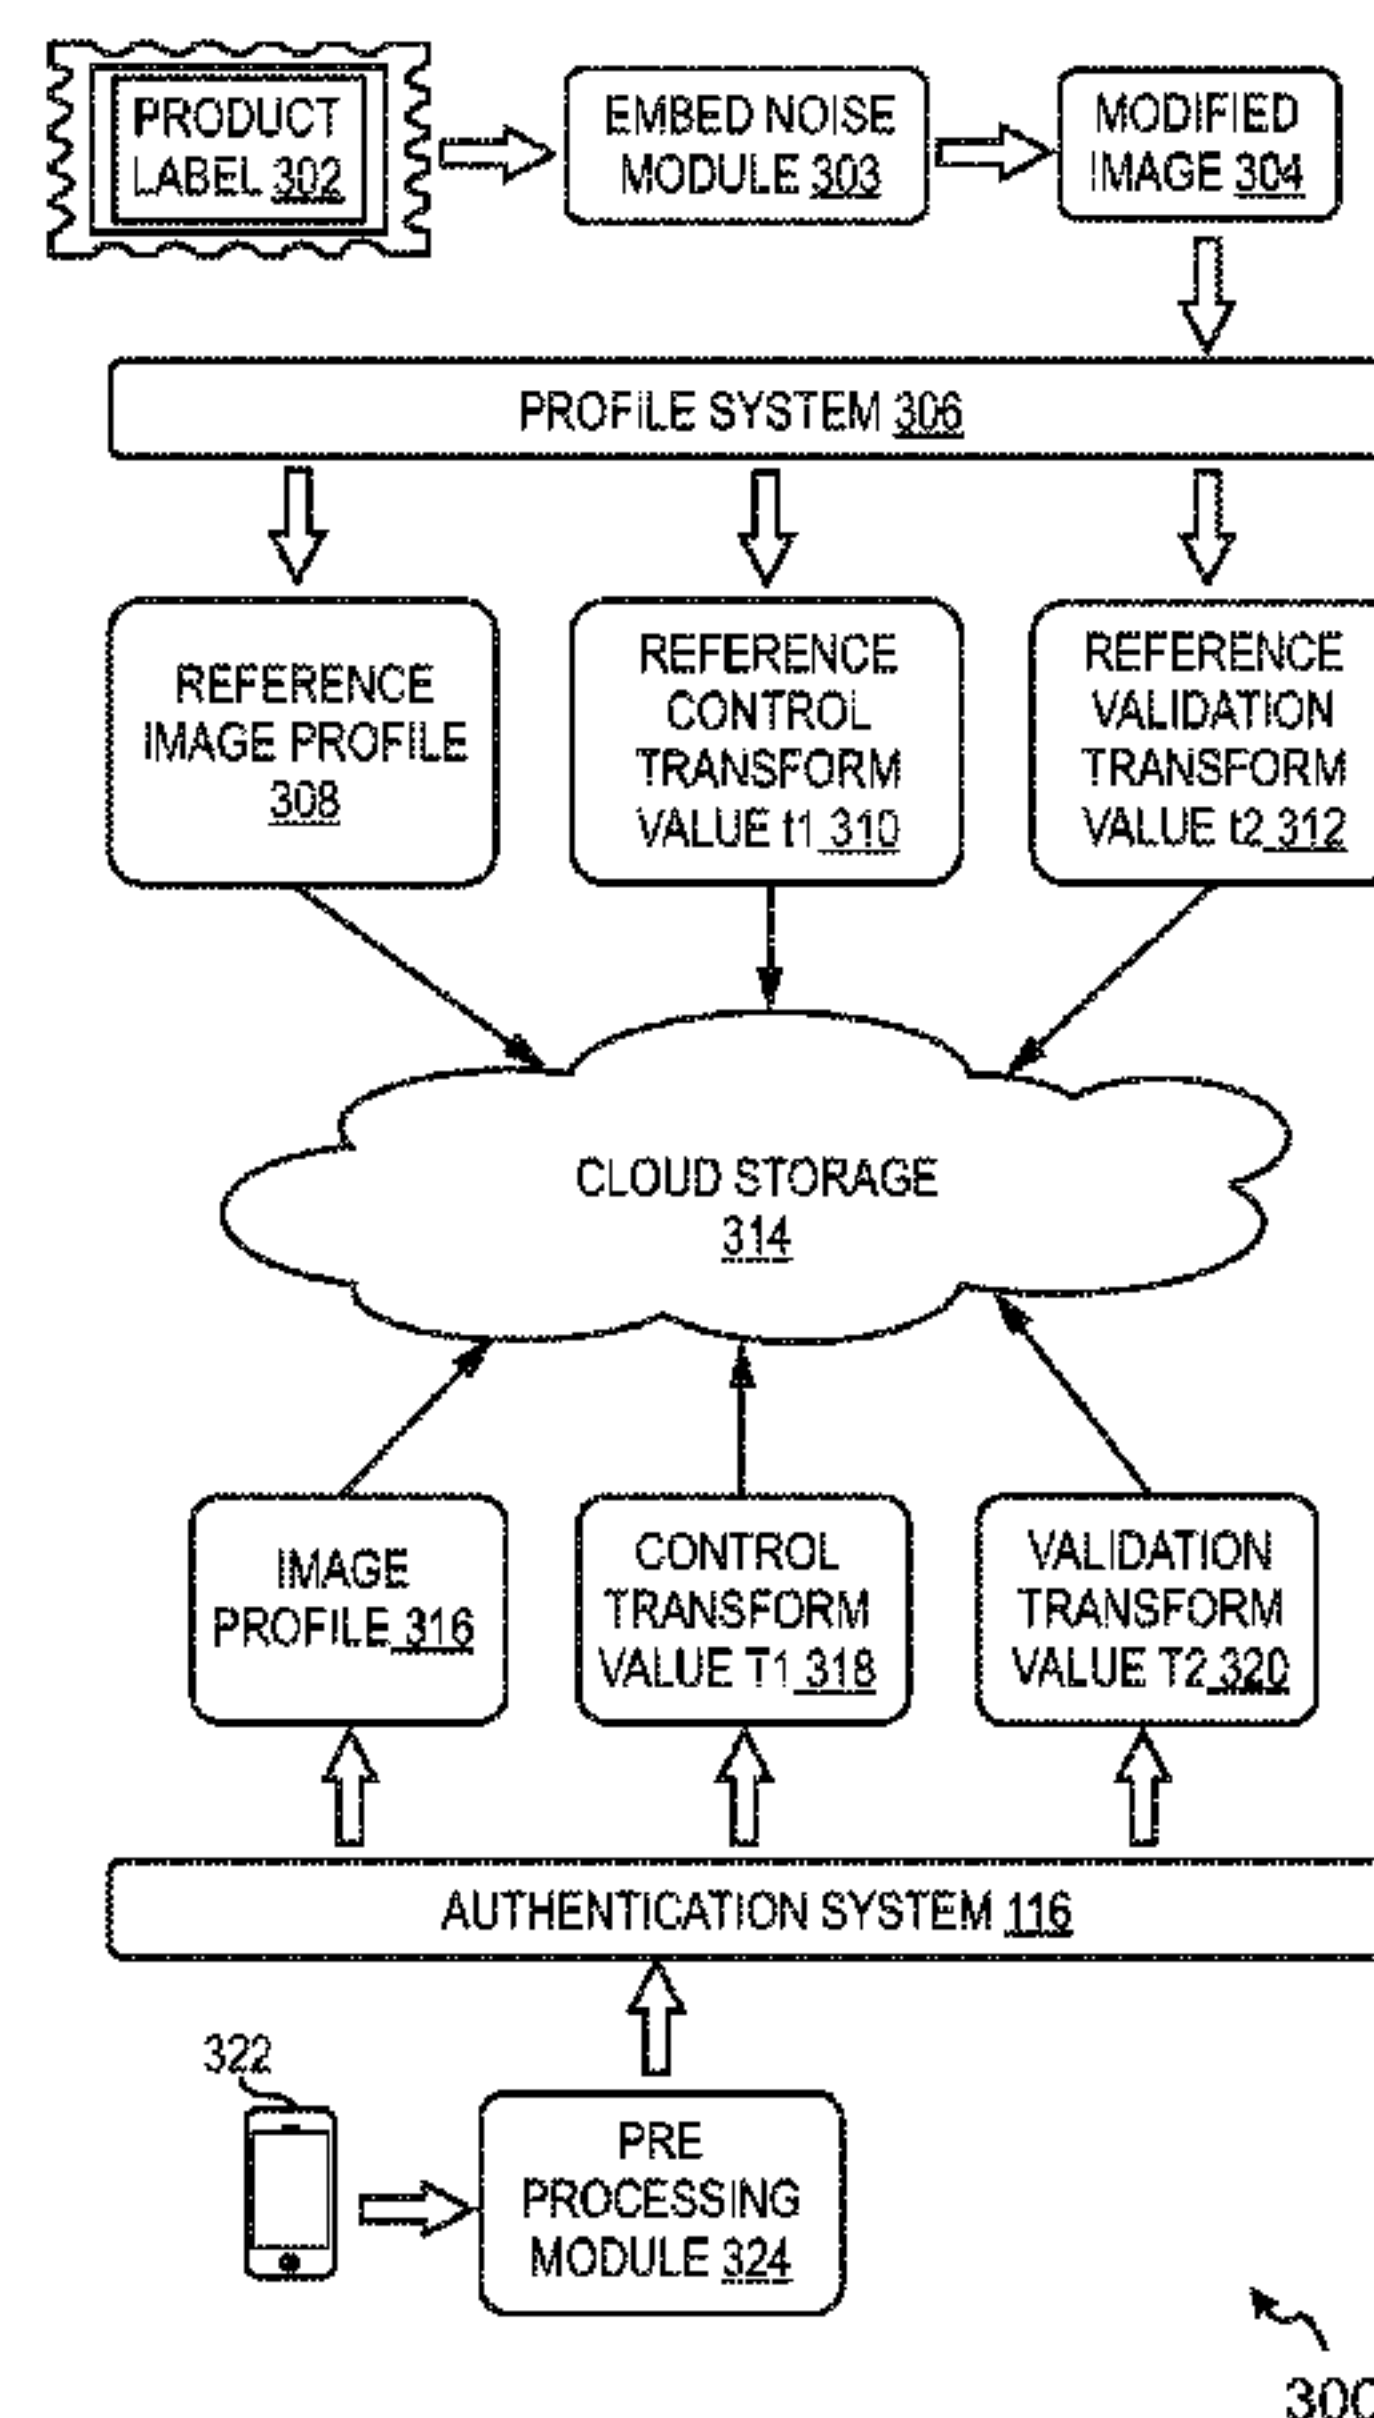 PRODUCT
LABEL 302
EMBED NOISE
MODULE 303
MODIFIED
IMAGE 304
PROFILE SYSTEM 306
REFERENCE
IMAGE PROFILE
308
REFERENCE
CONTROL
TRANSFORM
VALUE t1 310
REFERENCE
VALIDATION
TRANSFORM
VALUE t2 312
CLOUD STORAGE
314
IMAGE
PROFILE 316
CONTROL
TRANSFORM
VALUE T1 318
VALIDATION
TRANSFORM
VALUE T2 320
AUTHENTICATION SYSTEM 116
322
PRE
PROCESSING
MODULE 324
300